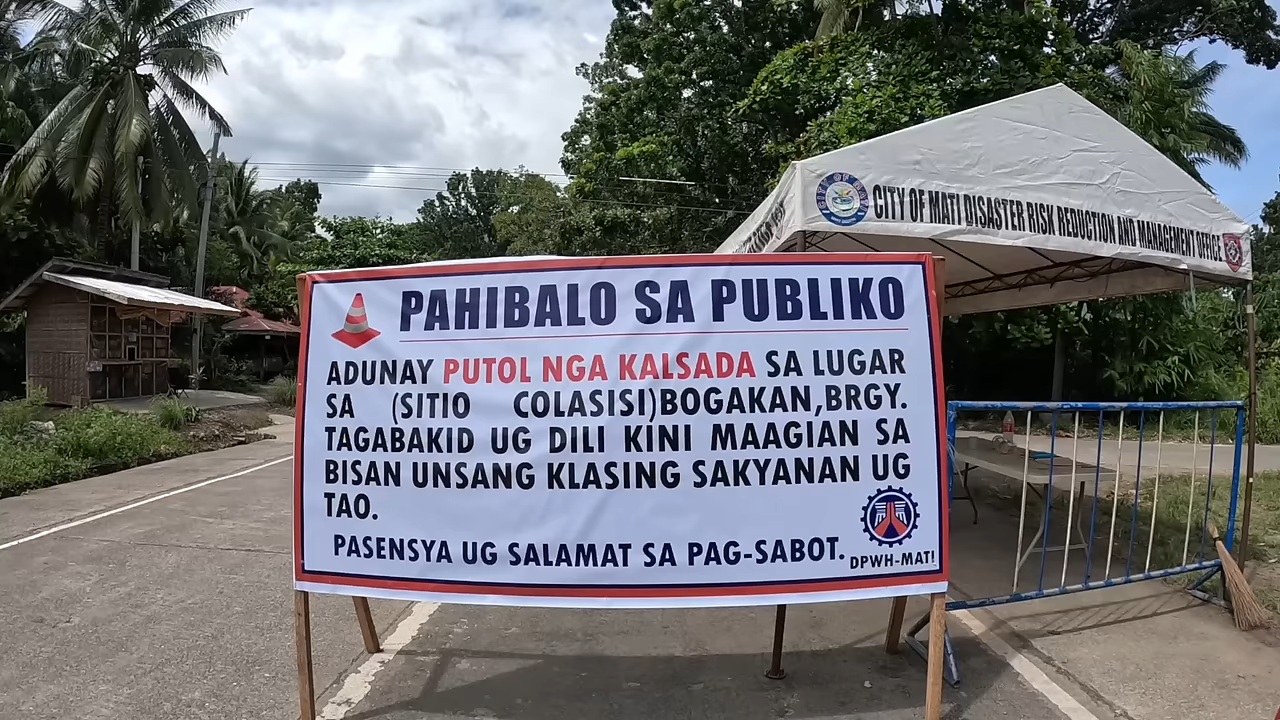 PAHIBALO SA PUBLIKO
ADUNAY PUTOL NGA KALSADA SA LUGAR
SA (SITIO COLASISI)BOGAKAN,BRGY.
TAGABAKID UG DILI KINI MAAGIAN SA
BISAN UNSANG KLASING SAKYANAN UG
TAO.
PASENSYA UG SALAMAT SA PAG-SABOT.
DPWH-MATI
CITY OF MATI DISASTER RISK REDUCTION AND MANAGEMENT OFFICE